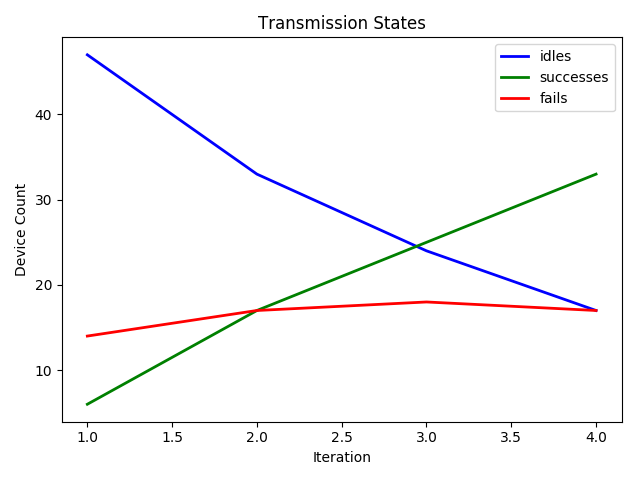 Transmission States
idles
successes
fails
Device Count
40
30
20
10
1.0 1.5 2.0 2.5 3.0 3.5 4.0
Iteration